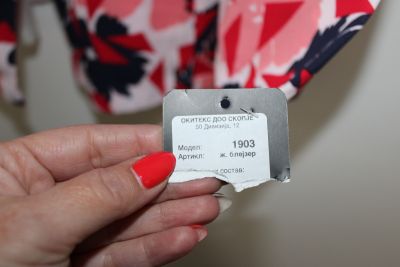 ОКИТЕКС ДОО СКОПЈЕ
50 Дивизија, 12
Модел: 1903
Артикл: ж. блејзер
состав: